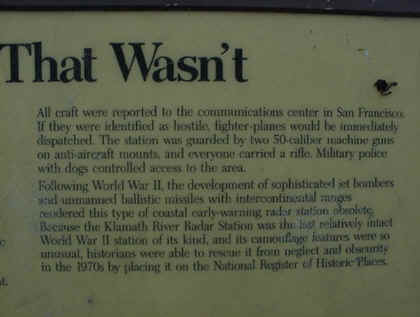 That Wasn't
All craft were reported to the communications center in San Francisco.
If they were identified as hostile, fighter-planes would be immediately
dispatched. The station was guarded by two 50-caliber machine guns
on anti-aircraft mounts, and everyone carried a rifle. Military police
with dogs controlled access to the area.
Following World War II, the development of sophisticated jet bombers
and unmanned ballistic missiles with intercontinental ranges
rendered this type of coastal early-warning radar station obsolete.
Because the Klamath River Radar Station was the last relatively intact
World War II station of its kind, and its camouflage features were so
unusual, historians were able to rescue it from neglect and obscurity
in the 1970s by placing it on the National Register of Historic Places.